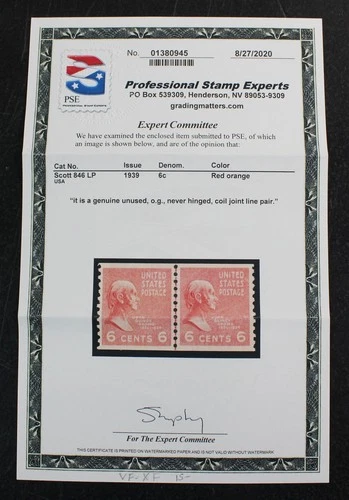 No. 01380945 8/27/2020
PSE
Professional Stamp Experts
PO Box 539309, Henderson, NV 89053-9309
gradingmatters.com
Expert Committee
We have examined the enclosed item submitted to PSE, of which
an image is shown below, and are of the opinion that:
Cat No. Issue Denom. Color
Scott 846 LP 1939 6c Red orange
USA
"it is a genuine unused, o.g., never hinged, coil joint line pair."
UNITED STATES POSTAGE UNITED STATES POSTAGE
6 CENTS 6 6 CENTS 6
For The Expert Committee
THIS CERTIFICATE IS PRINTED ON WATERMARKED PAPER AND IS NOT VALID WITHOUT WATERMARK
VF-XF 15-